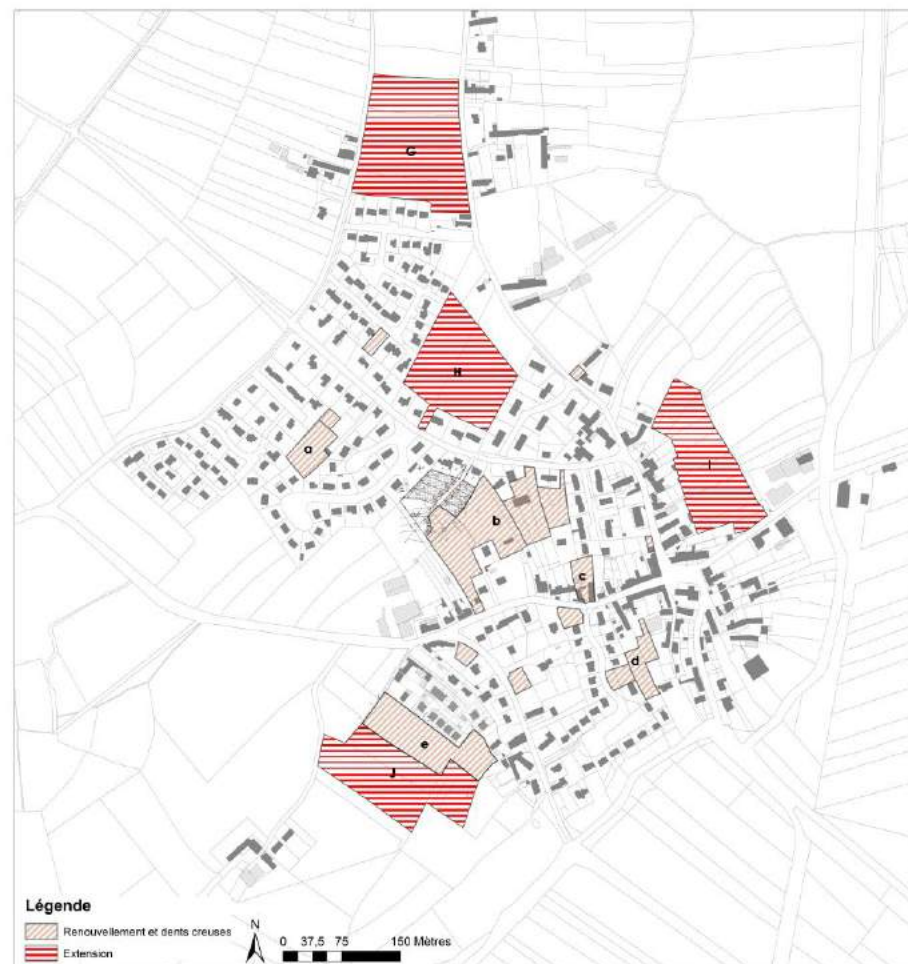 G
H
a
I
b
c
d
e
J
Légende
Renouvellement et dents creuses
Extension
N
0 37,5 75 150 Mètres